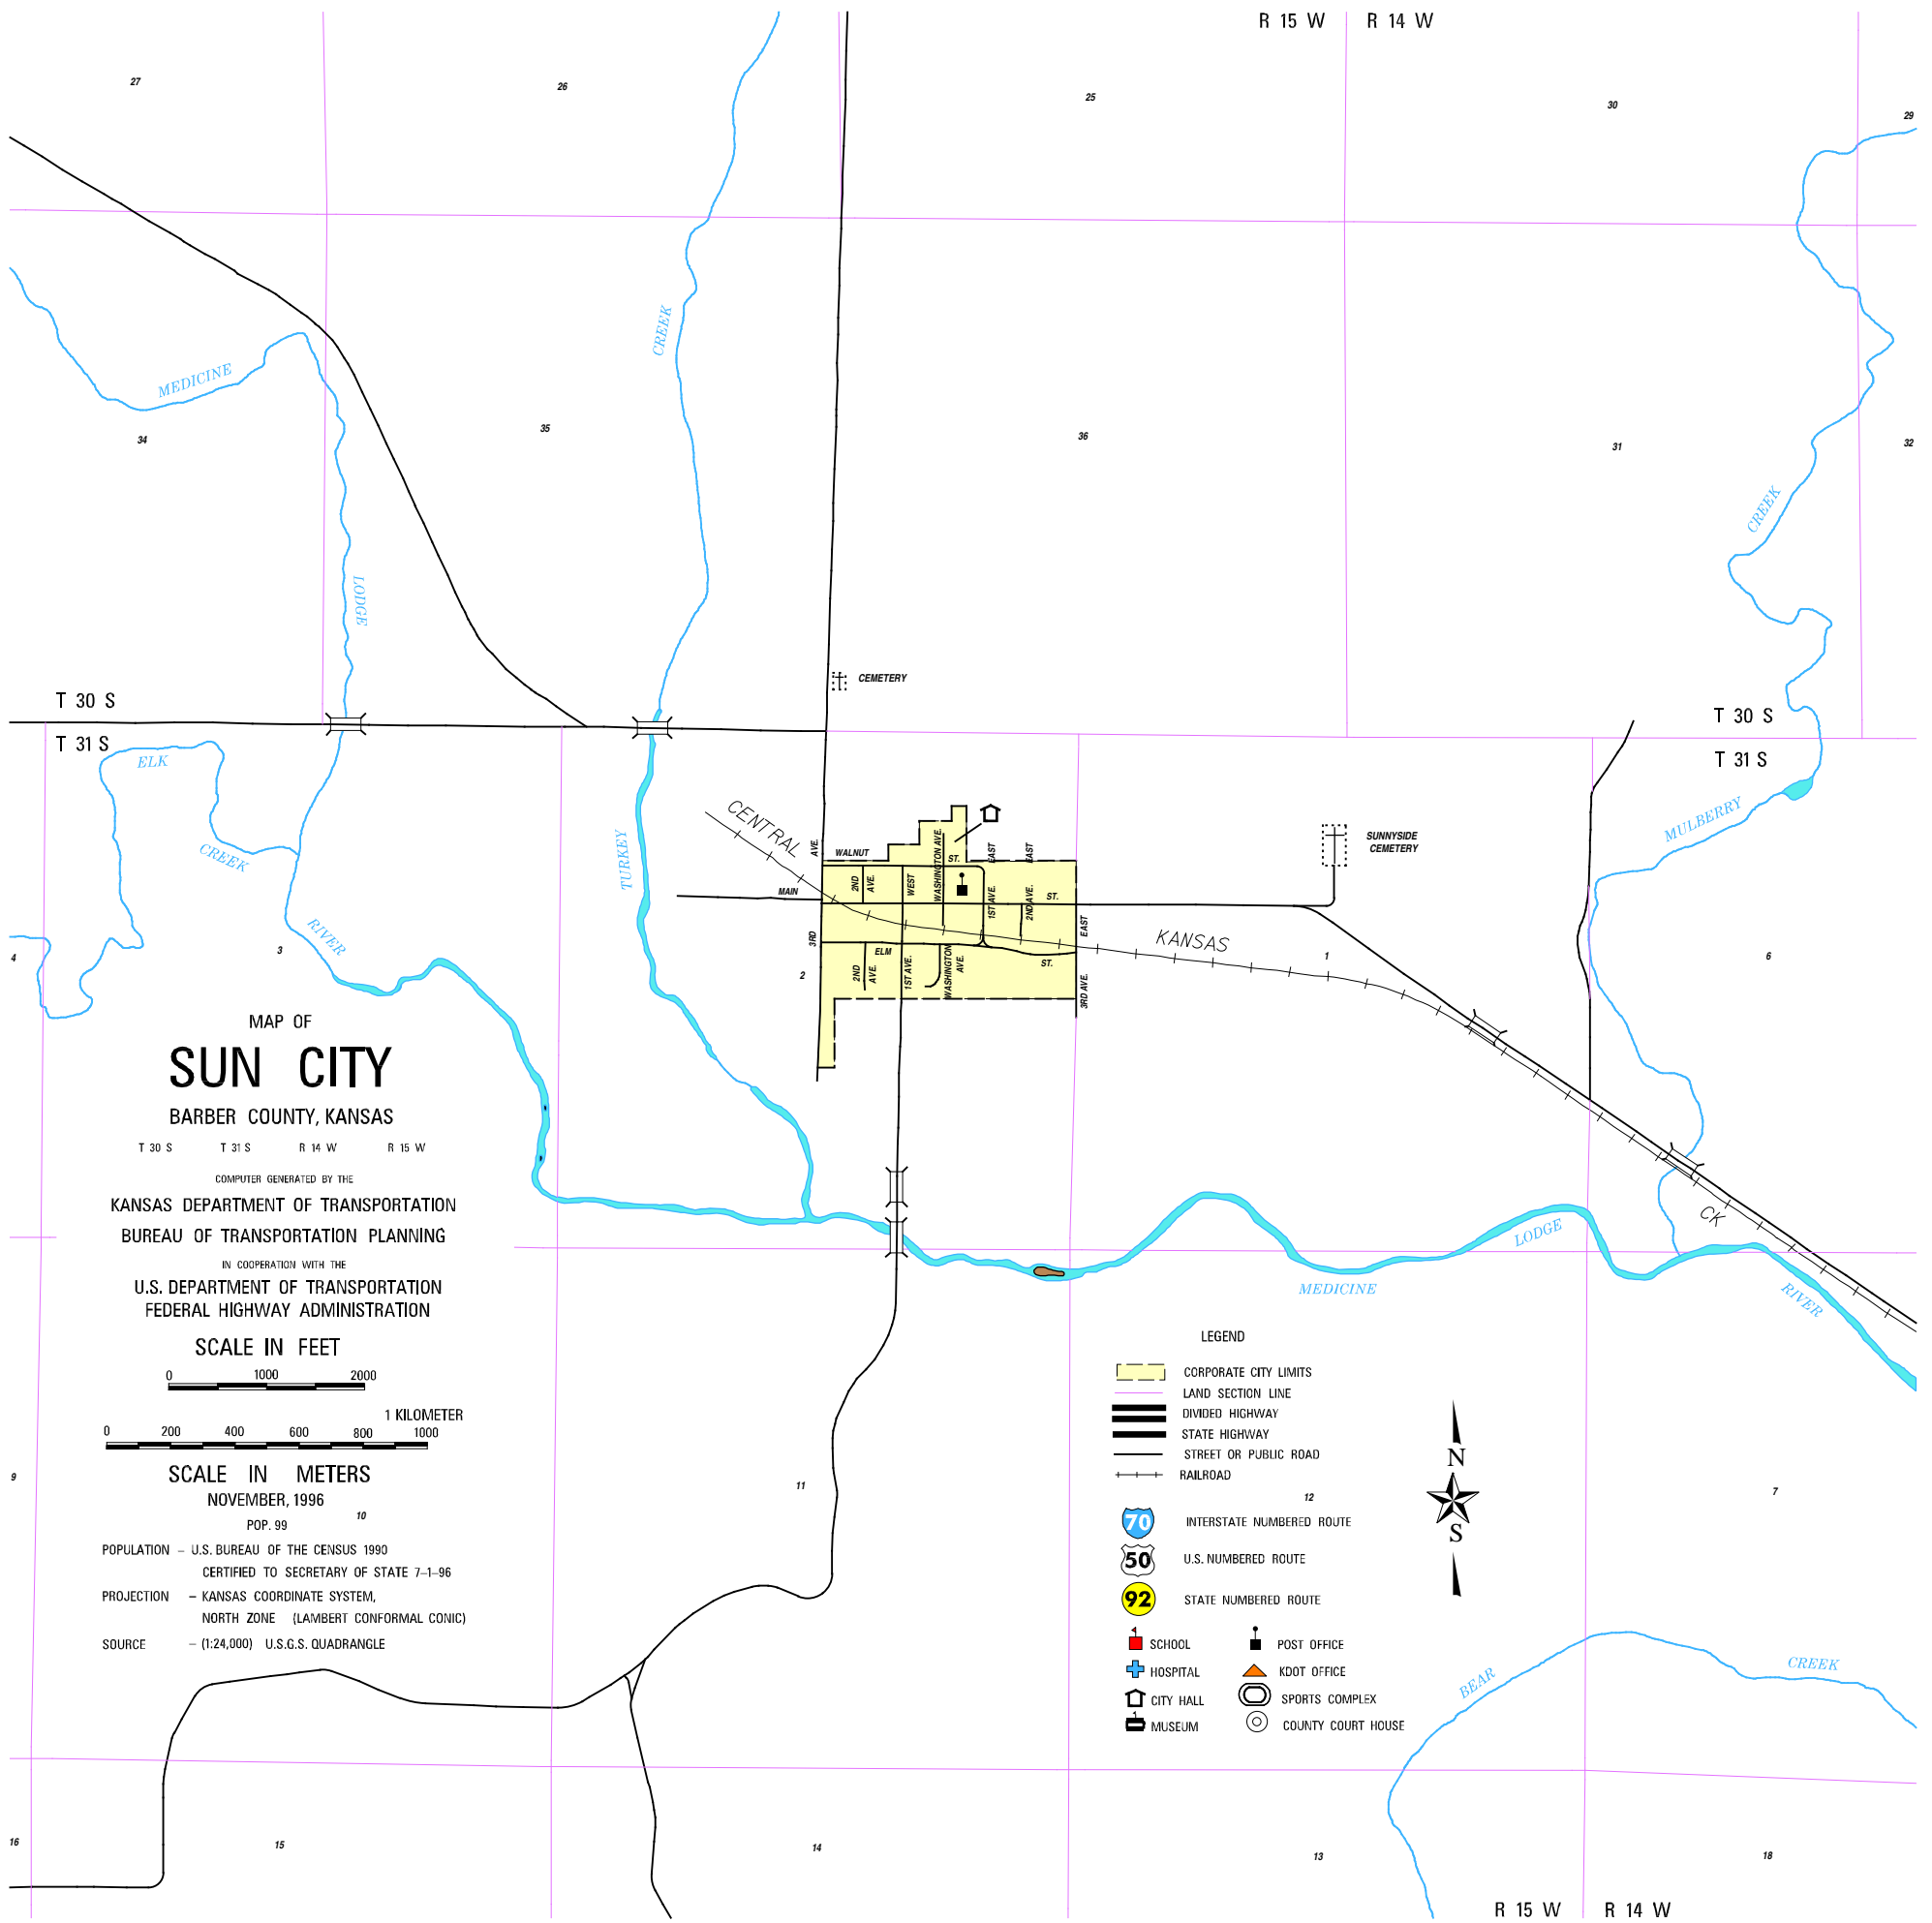 R 15 W
R 14 W
27
26
25
30
29
CREEK
MEDICINE
34
35
36
31
32
CREEK
LODGE
CEMETERY
T 30 S
T 30 S
T 31 S
T 31 S
ELK
CREEK
TURKEY
CENTRAL
MULBERRY
SUNNYSIDE
CEMETERY
AVE.
WALNUT
ST.
WASHINGTON AVE.
EAST
EAST
MAIN
2ND
AVE.
WEST
1ST AVE.
2ND AVE.
ST.
EAST
KANSAS
3RD
ELM
ST.
2ND
AVE.
1ST AVE.
WASHINGTON
AVE.
3RD AVE.
RIVER
4
3
2
1
6
CK
LODGE
MEDICINE
RIVER
MAP OF
SUN CITY
BARBER COUNTY, KANSAS
T 30 S T 31 S R 14 W R 15 W
COMPUTER GENERATED BY THE
KANSAS DEPARTMENT OF TRANSPORTATION
BUREAU OF TRANSPORTATION PLANNING
IN COOPERATION WITH THE
U.S. DEPARTMENT OF TRANSPORTATION
FEDERAL HIGHWAY ADMINISTRATION
SCALE IN FEET
0 1000 2000
1 KILOMETER
0 200 400 600 800 1000
SCALE IN METERS
NOVEMBER, 1996
POP. 99
POPULATION – U.S. BUREAU OF THE CENSUS 1990
CERTIFIED TO SECRETARY OF STATE 7-1-96
PROJECTION – KANSAS COORDINATE SYSTEM,
NORTH ZONE (LAMBERT CONFORMAL CONIC)
SOURCE – (1:24,000) U.S.G.S. QUADRANGLE
9
10
11
12
7
LEGEND
CORPORATE CITY LIMITS
LAND SECTION LINE
DIVIDED HIGHWAY
STATE HIGHWAY
STREET OR PUBLIC ROAD
RAILROAD
70 INTERSTATE NUMBERED ROUTE
50 U.S. NUMBERED ROUTE
92 STATE NUMBERED ROUTE
SCHOOL
POST OFFICE
HOSPITAL
KDOT OFFICE
CITY HALL
SPORTS COMPLEX
MUSEUM
COUNTY COURT HOUSE
N
S
BEAR
CREEK
16
15
14
13
18
R 15 W
R 14 W